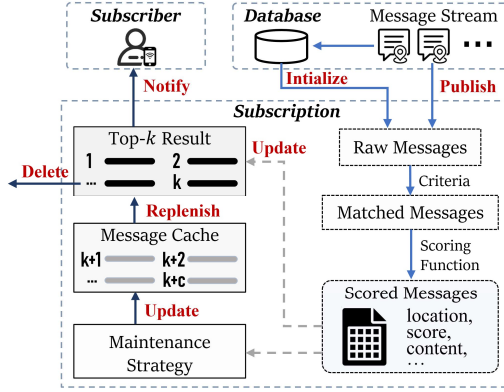 Subscriber
Database
Message Stream
...
Notify
Intialize
Publish
Subscription
Top-k Result
1 2
... k
Delete
Update
Raw Messages
Criteria
Replenish
Matched Messages
Message Cache
k+1 k+2
... k+c
Scoring
Function
Update
Scored Messages
location,
score,
content,
...
Maintenance
Strategy